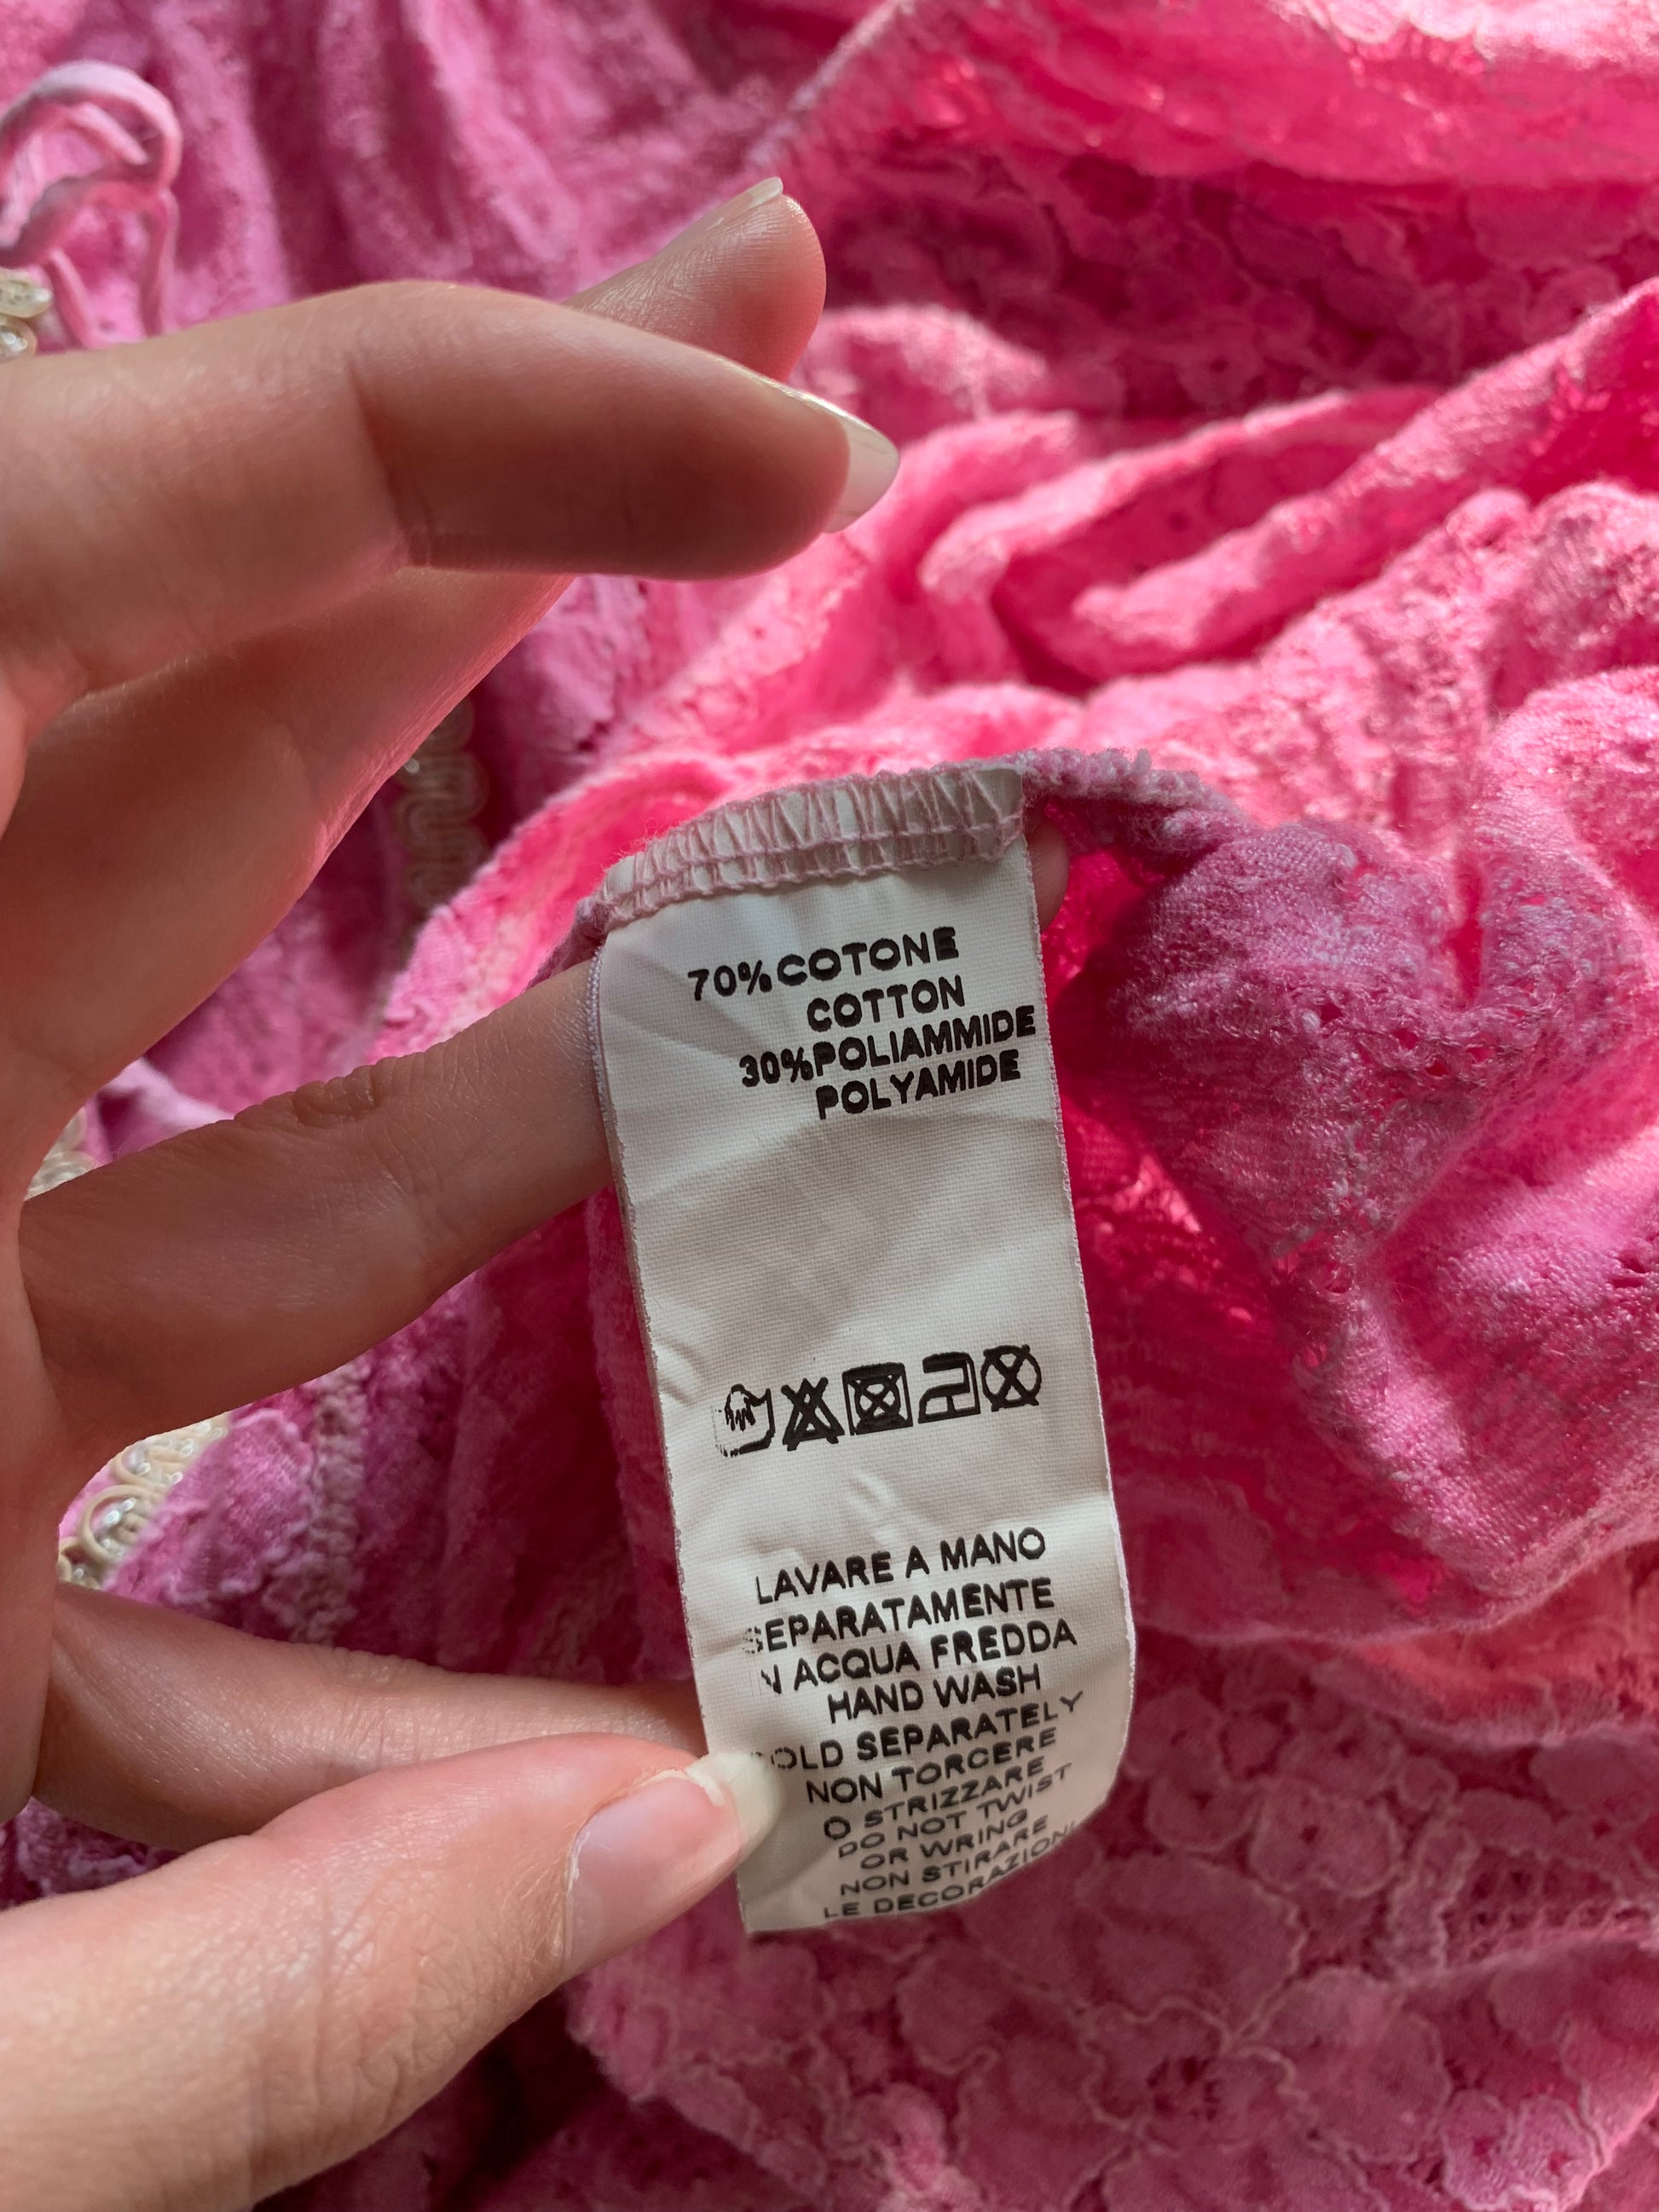 70%COTONE
COTTON
30%POLIAMMIDE
POLYAMIDE
LAVARE A MANO
SEPARATAMENTE
N ACQUA FREDDA
HAND WASH
OLD SEPARATELY
NON TORCERE
O STRIZZARE
DO NOT TWIST
OR WRING
NON STIRARE
LE DECORAZIONI